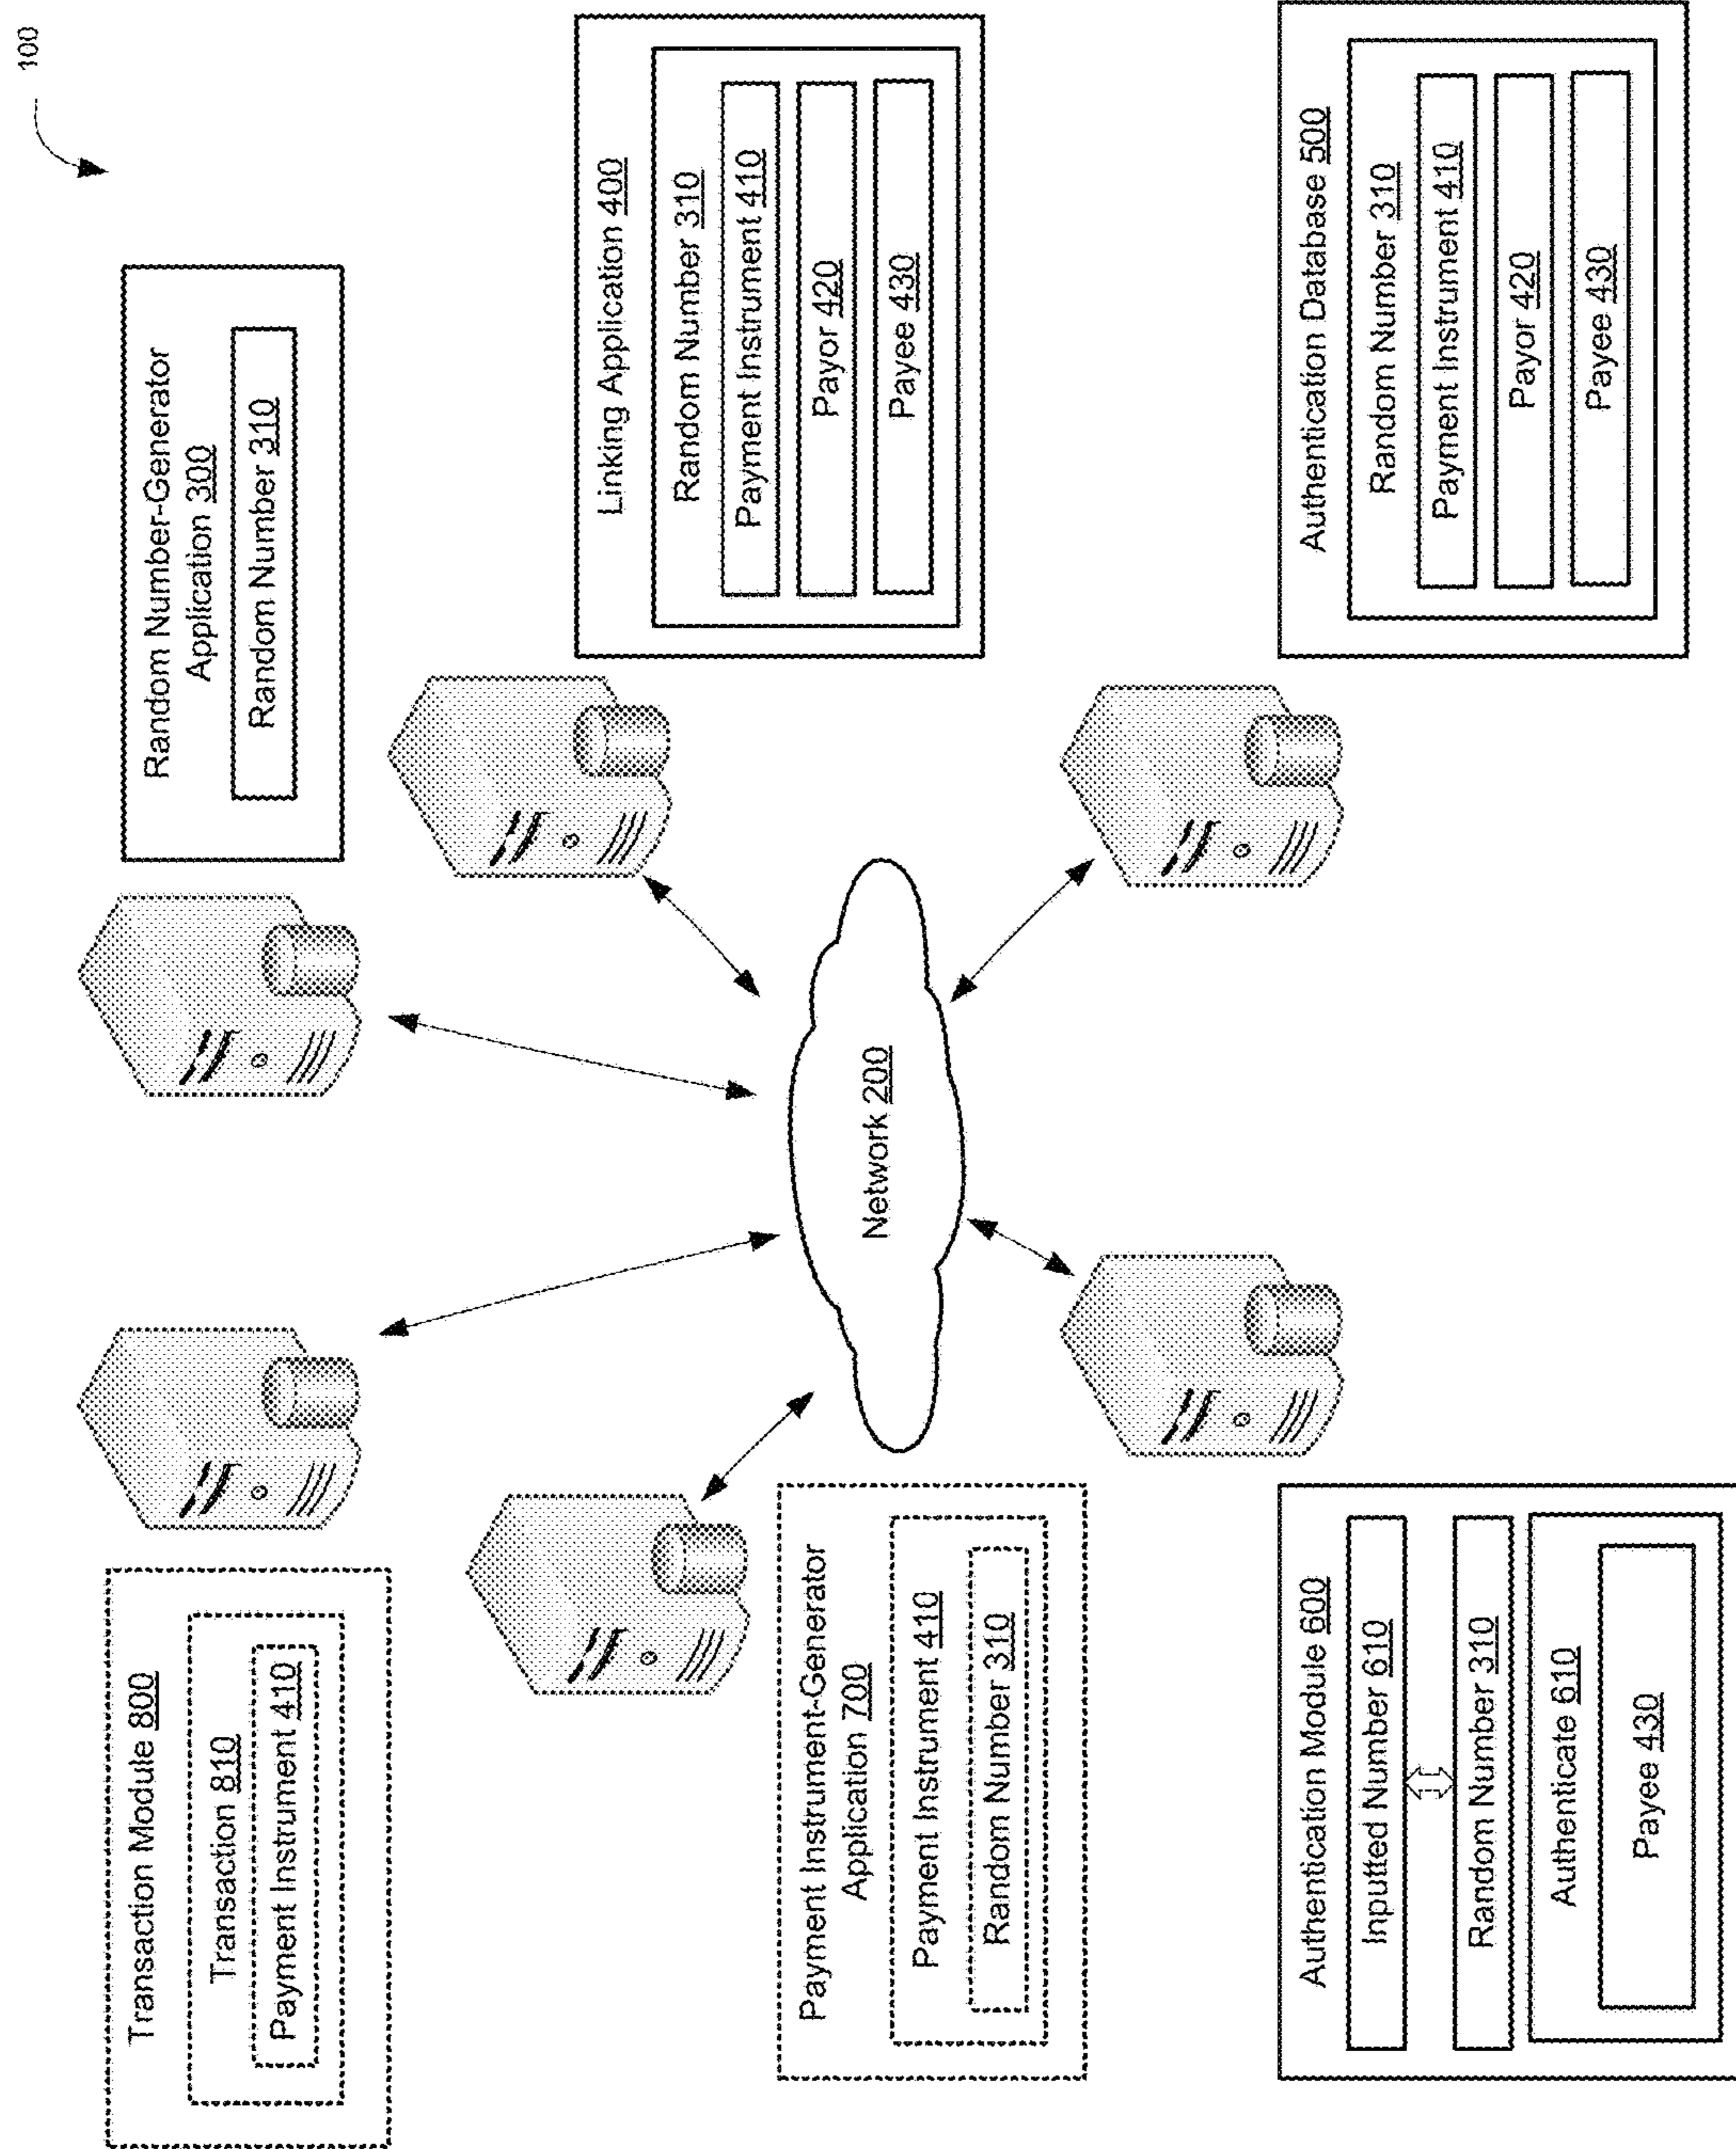 100
Transaction Module 800
Transaction 810
Payment Instrument 410
Random Number-Generator
Application 300
Random Number 310
Payment Instrument-Generator
Application 700
Payment Instrument 410
Random Number 310
Network 200
Linking Application 400
Random Number 310
Payment Instrument 410
Payor 420
Payee 430
Authentication Module 600
Inputted Number 610
Random Number 310
Authenticate 610
Payee 430
Authentication Database 500
Random Number 310
Payment Instrument 410
Payor 420
Payee 430